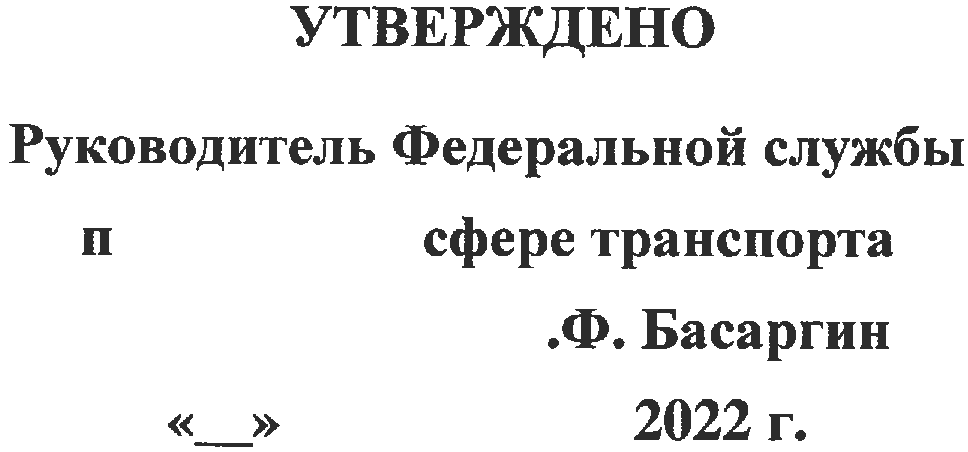 УТВЕРЖДЕНО
Руководитель Федеральной службы
п сфере транспорта
.Ф. Басаргин
«__» 2022 г.